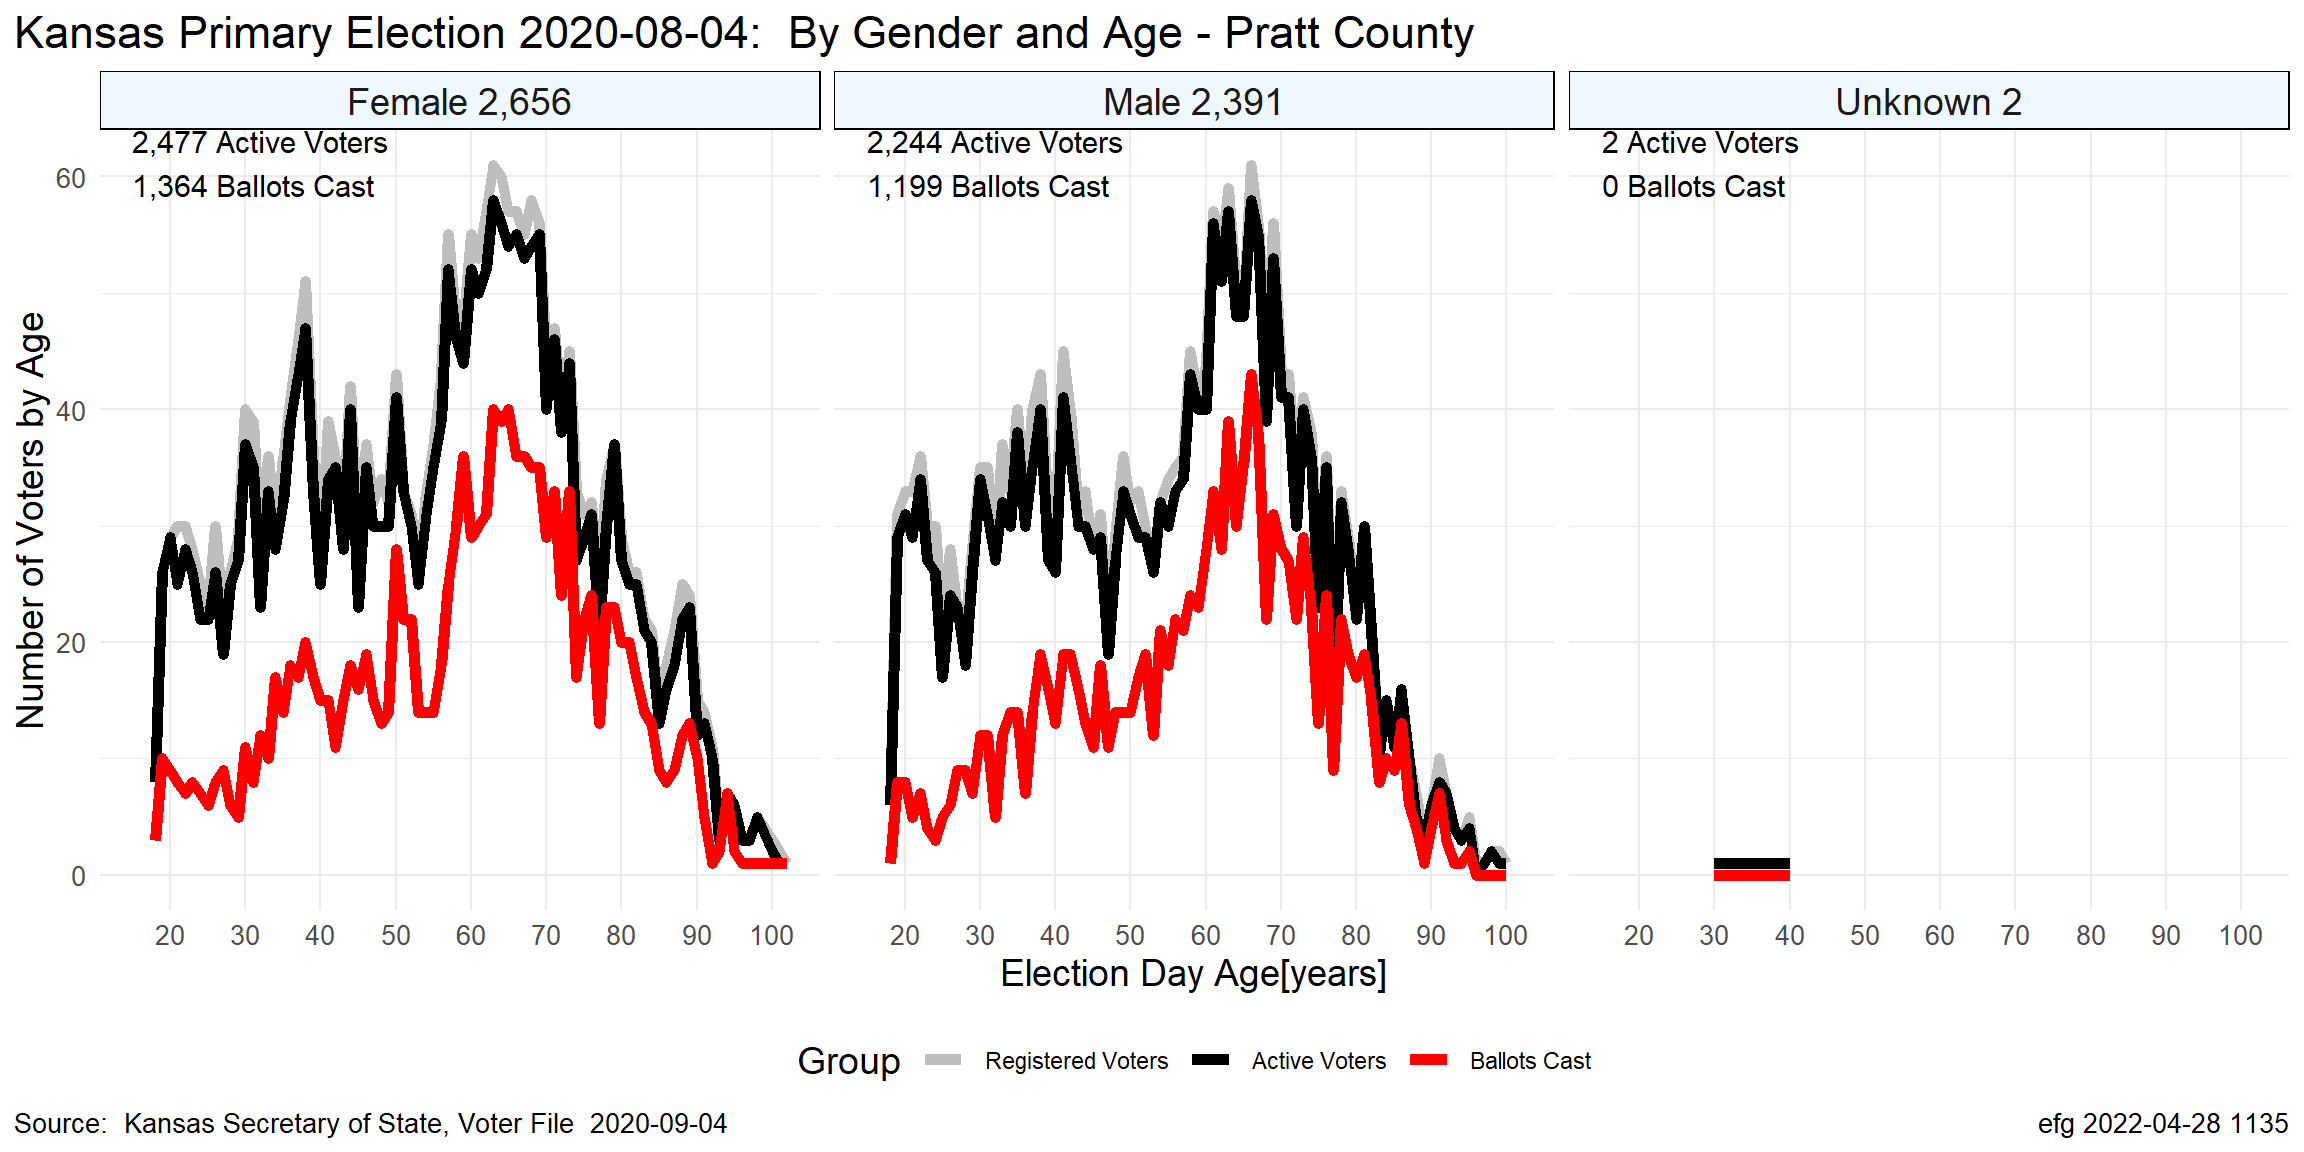 Kansas Primary Election 2020-08-04:  By Gender and Age - Pratt County
Female 2,656
Male 2,391
Unknown 2
2,477 Active Voters
1,364 Ballots Cast
2,244 Active Voters
1,199 Ballots Cast
2 Active Voters
0 Ballots Cast
Number of Voters by Age
60
40
20
0
20 30 40 50 60 70 80 90 100
20 30 40 50 60 70 80 90 100
20 30 40 50 60 70 80 90 100
Election Day Age[years]
Group Registered Voters Active Voters Ballots Cast
Source:  Kansas Secretary of State, Voter File  2020-09-04
efg 2022-04-28 1135